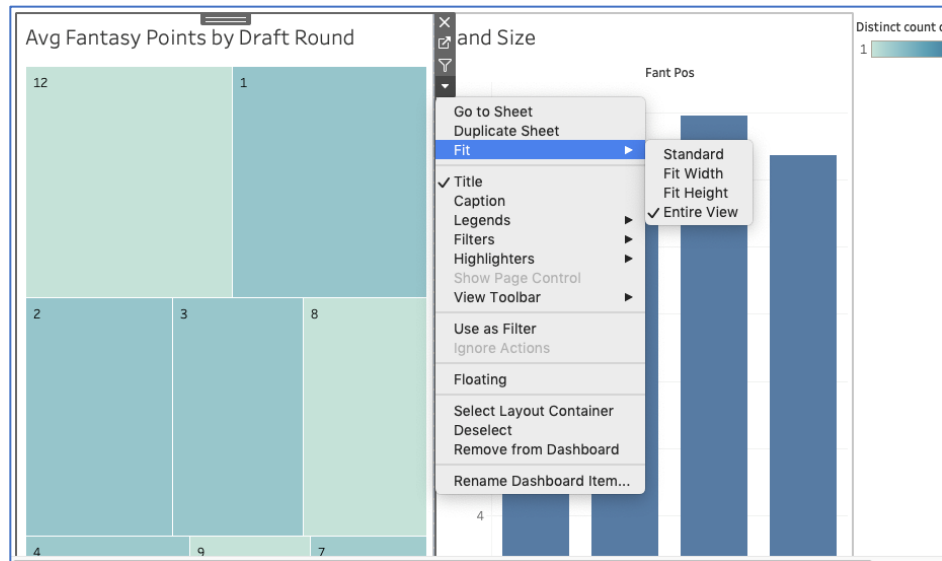 Avg Fantasy Points by Draft Round
and Size
Distinct count
1
Fant Pos
12
1
2
3
8
4
9
7
4
Go to Sheet
Duplicate Sheet
Fit
Title
Caption
Legends
Filters
Highlighters
Show Page Control
View Toolbar
Use as Filter
Ignore Actions
Floating
Select Layout Container
Deselect
Remove from Dashboard
Rename Dashboard Item...
Standard
Fit Width
Fit Height
Entire View